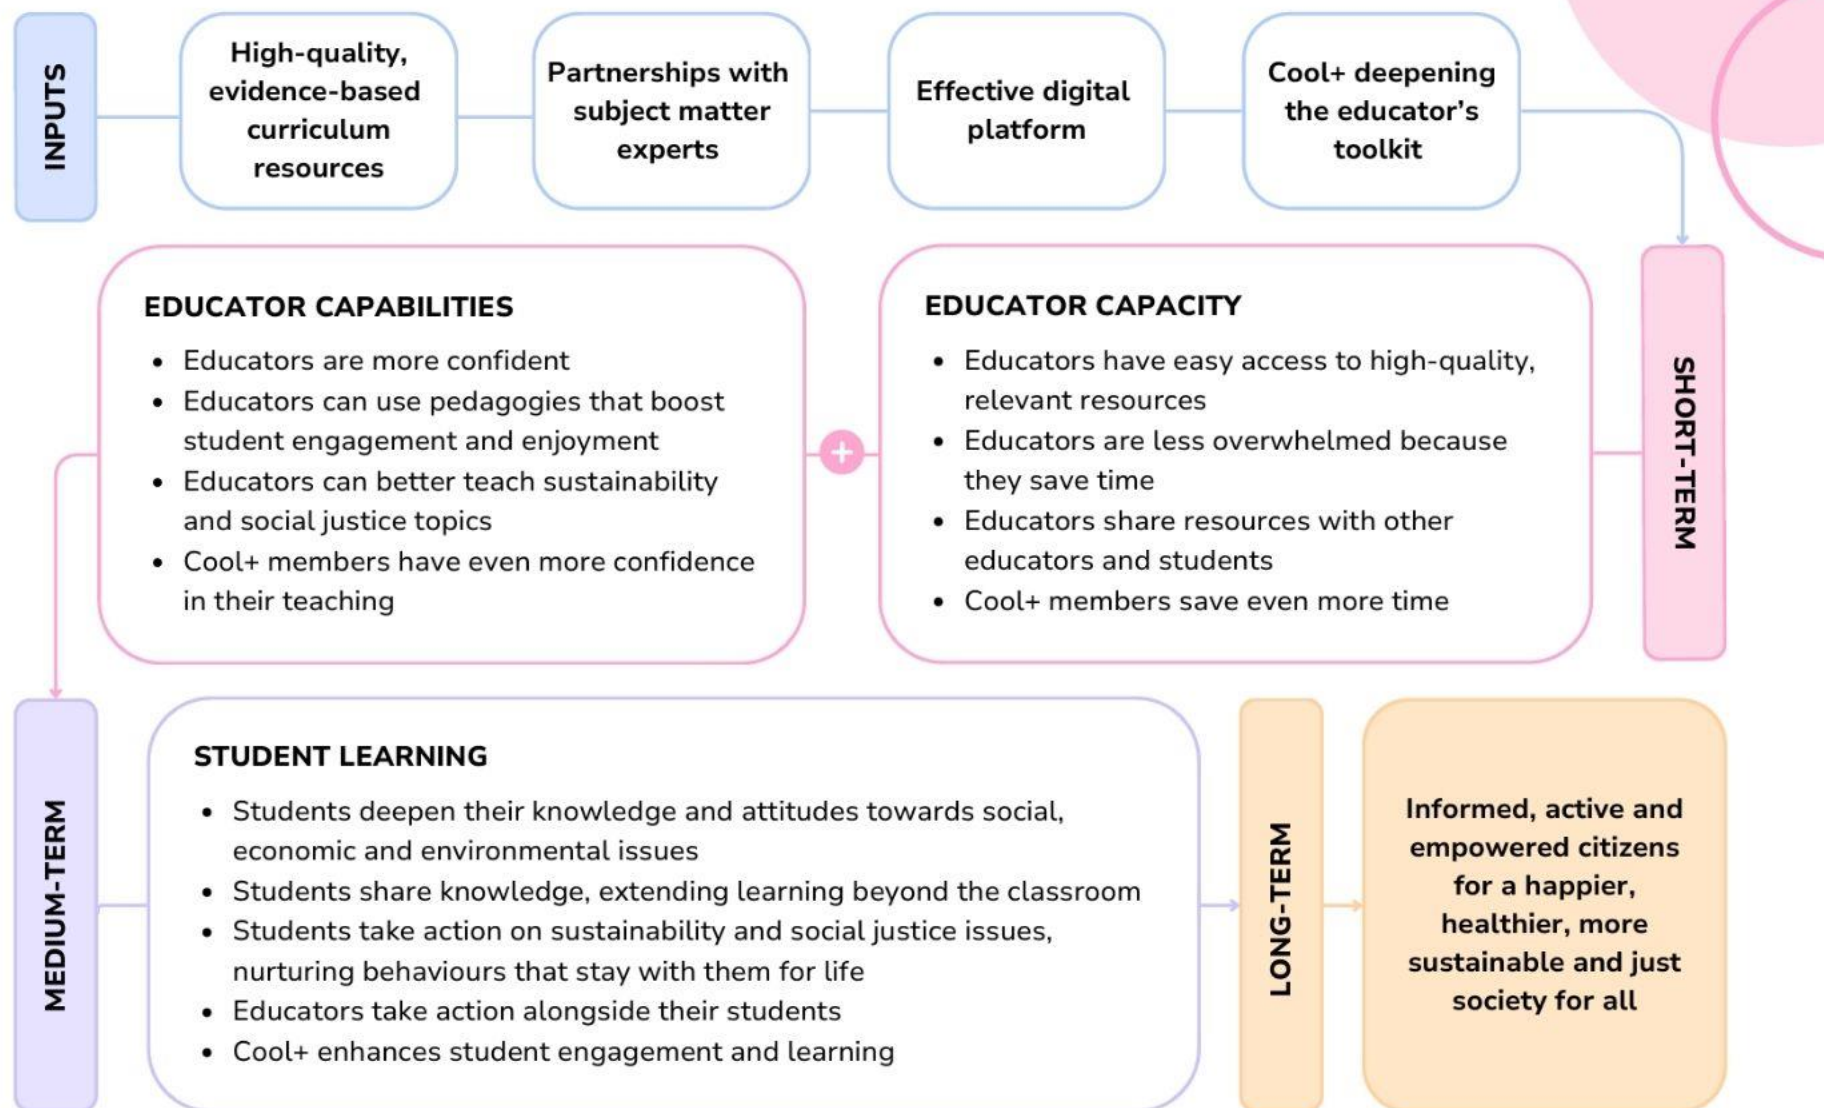 INPUTS
High-quality,
evidence-based
curriculum
resources
Partnerships with
subject matter
experts
Effective digital
platform
Cool+ deepening
the educator's
toolkit
SHORT-TERM
EDUCATOR CAPABILITIES
• Educators are more confident
• Educators can use pedagogies that boost
student engagement and enjoyment
• Educators can better teach sustainability
and social justice topics
• Cool+ members have even more confidence
in their teaching
+
EDUCATOR CAPACITY
• Educators have easy access to high-quality,
relevant resources
• Educators are less overwhelmed because
they save time
• Educators share resources with other
educators and students
• Cool+ members save even more time
MEDIUM-TERM
STUDENT LEARNING
• Students deepen their knowledge and attitudes towards social,
economic and environmental issues
• Students share knowledge, extending learning beyond the classroom
• Students take action on sustainability and social justice issues,
nurturing behaviours that stay with them for life
• Educators take action alongside their students
• Cool+ enhances student engagement and learning
LONG-TERM
Informed, active and
empowered citizens
for a happier,
healthier, more
sustainable and just
society for all